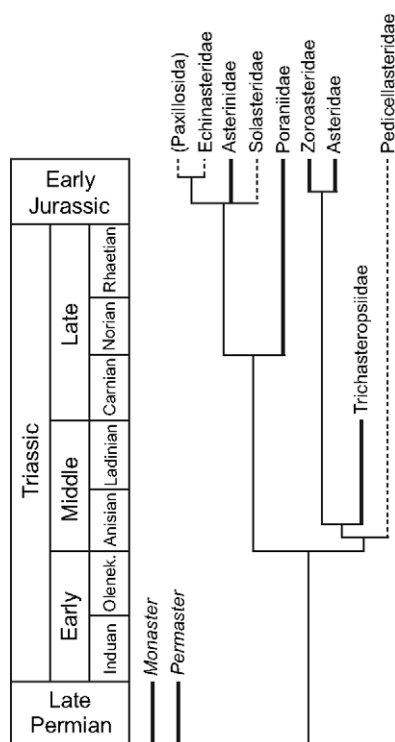 (Paxillosida)
Echinasteridae
Asterinidae
Solasteridae
Poraniidae
Zoroasteridae
Asteridae
Pedicellasteridae
Trichasteropsiidae
Early
Jurassic
Triassic
Late
Rhaetian
Norian
Carnian
Middle
Ladinian
Anisian
Early
Olenek.
Induan
Monaster
Permaster
Late
Permian